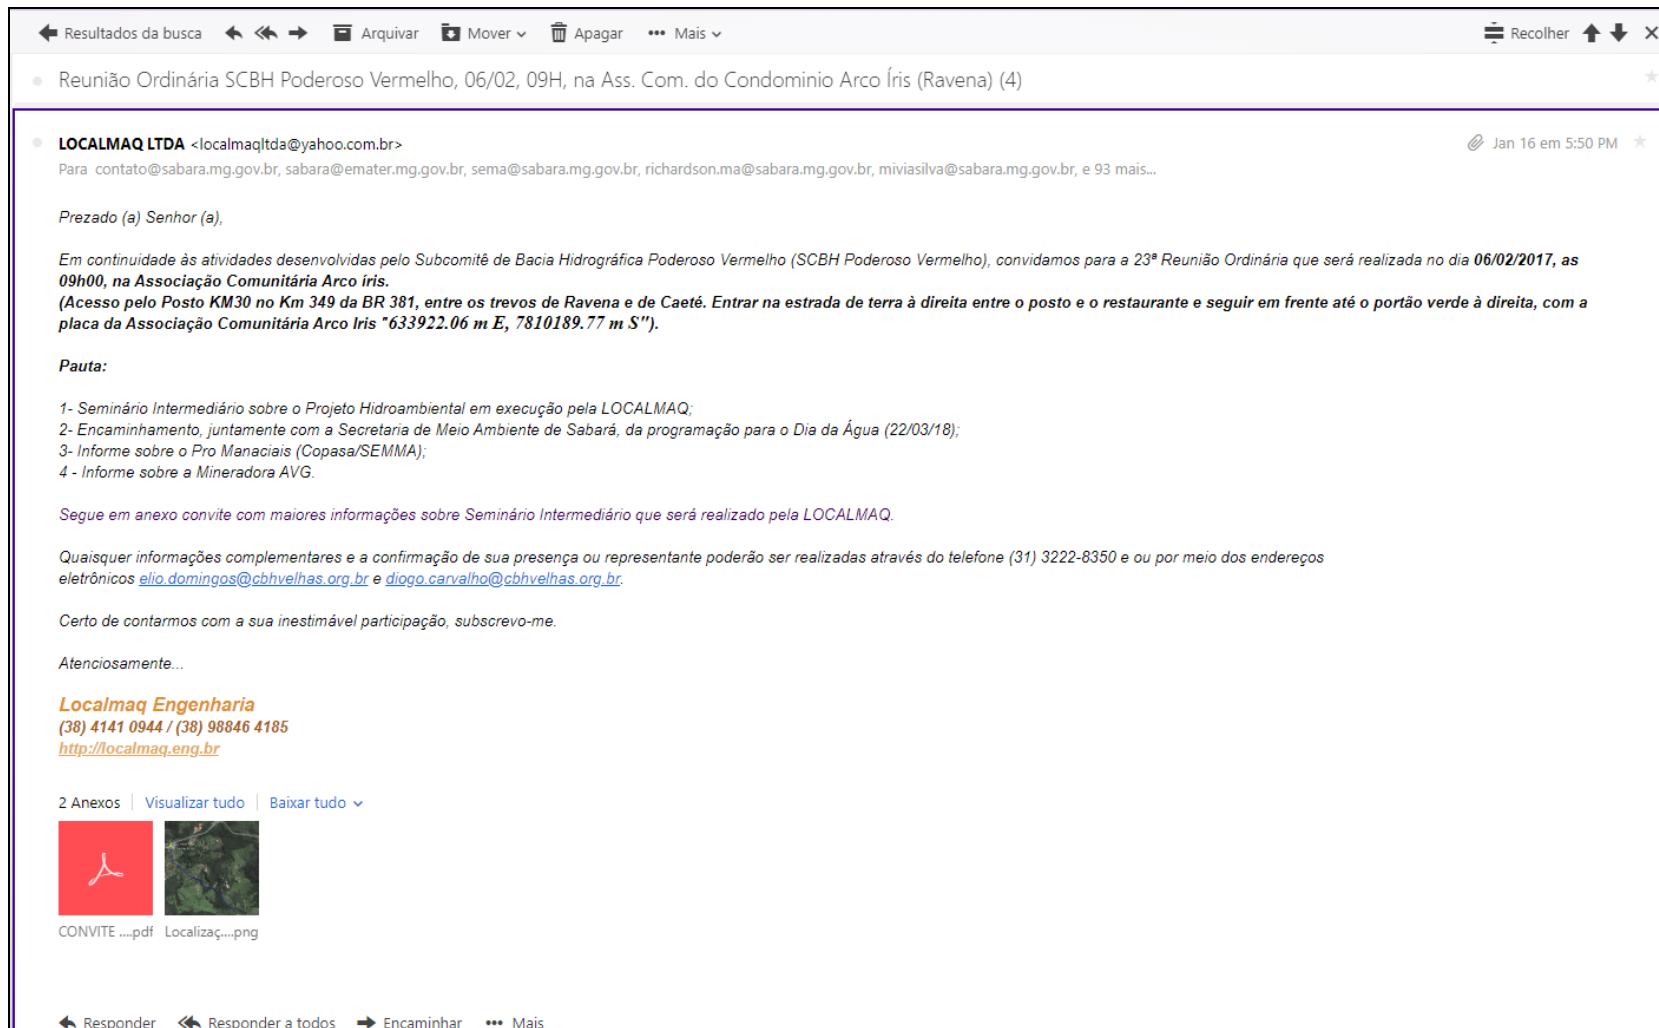 Resultados da busca Arquivar Mover Apagar ••• Mais Recolher
Reunião Ordinária SCBH Poderoso Vermelho, 06/02, 09H, na Ass. Com. do Condominio Arco Íris (Ravena) (4)
LOCALMAQ LTDA <localmaqltda@yahoo.com.br> Jan 16 em 5:50 PM
Para contato@sabara.mg.gov.br, sabara@emater.mg.gov.br, sema@sabara.mg.gov.br, richardson.ma@sabara.mg.gov.br, miviasilva@sabara.mg.gov.br, e 93 mais...
Prezado (a) Senhor (a),
Em continuidade às atividades desenvolvidas pelo Subcomitê de Bacia Hidrográfica Poderoso Vermelho (SCBH Poderoso Vermelho), convidamos para a 23ª Reunião Ordinária que será realizada no dia 06/02/2017, as
09h00, na Associação Comunitária Arco íris.
(Acesso pelo Posto KM30 no Km 349 da BR 381, entre os trevos de Ravena e de Caeté. Entrar na estrada de terra à direita entre o posto e o restaurante e seguir em frente até o portão verde à direita, com a
placa da Associação Comunitária Arco Iris "633922.06 m E, 7810189.77 m S").
Pauta:
1- Seminário Intermediário sobre o Projeto Hidroambiental em execução pela LOCALMAQ;
2- Encaminhamento, juntamente com a Secretaria de Meio Ambiente de Sabará, da programação para o Dia da Água (22/03/18);
3- Informe sobre o Pro Manaciais (Copasa/SEMMA);
4 - Informe sobre a Mineradora AVG.
Segue em anexo convite com maiores informações sobre Seminário Intermediário que será realizado pela LOCALMAQ.
Quaisquer informações complementares e a confirmação de sua presença ou representante poderão ser realizadas através do telefone (31) 3222-8350 e ou por meio dos endereços
eletrônicos elio.domingos@cbhvelhas.org.br e diogo.carvalho@cbhvelhas.org.br.
Certo de contarmos com a sua inestimável participação, subscrevo-me.
Atenciosamente...
Localmaq Engenharia
(38) 4141 0944 / (38) 98846 4185
http://localmaq.eng.br
2 Anexos Visualizar tudo Baixar tudo
CONVITE ....pdf Localizaç....png
Responder Responder a todos Encaminhar ••• Mais